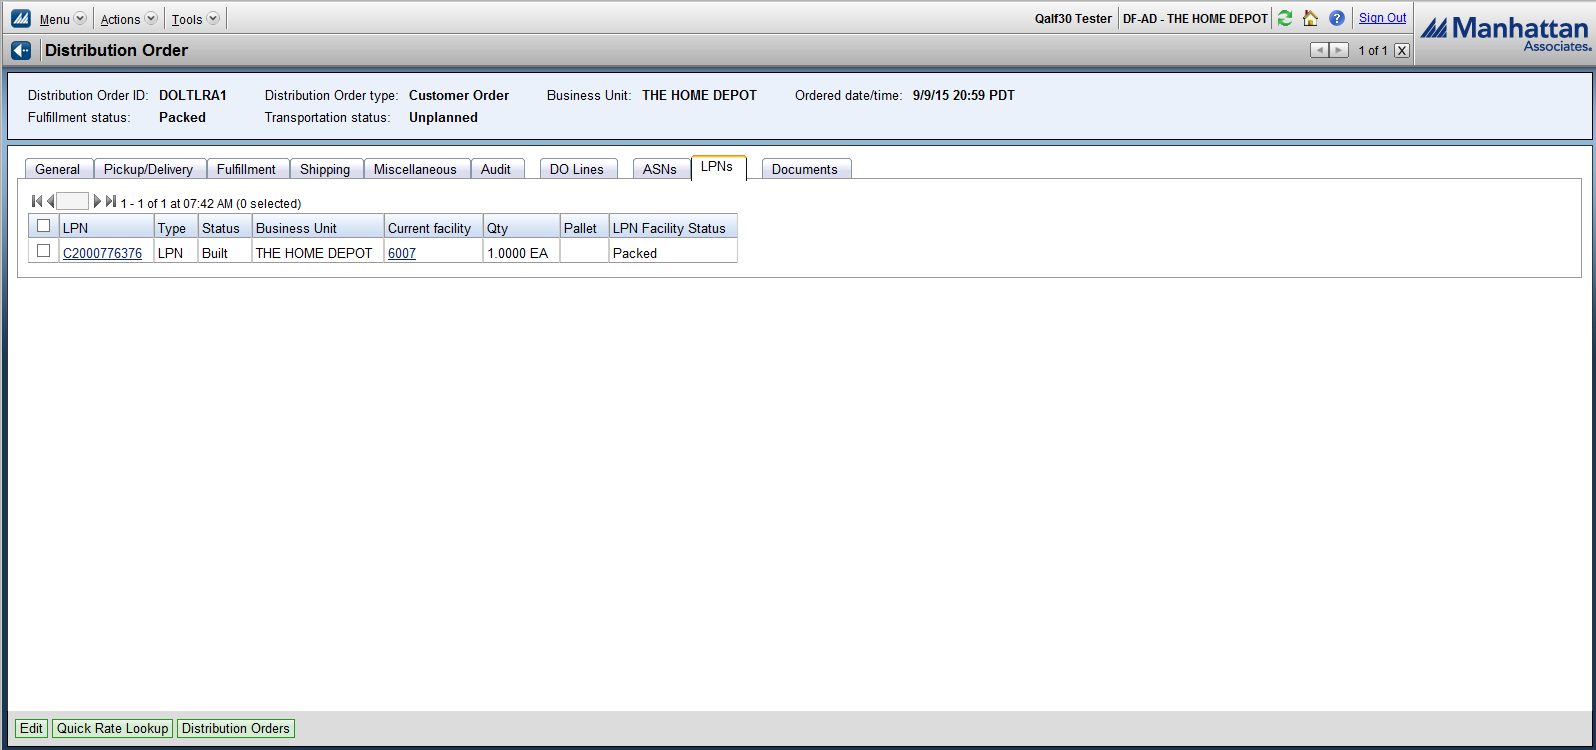 Menu Actions Tools Qalf30 Tester DF-AD - THE HOME DEPOT Sign Out
Manhattan Associates.
Distribution Order 1 of 1 X
Distribution Order ID: DOLTLRA1 Distribution Order type: Customer Order Business Unit: THE HOME DEPOT Ordered date/time: 9/9/15 20:59 PDT
Fulfillment status: Packed Transportation status: Unplanned
General Pickup/Delivery Fulfillment Shipping Miscellaneous Audit DO Lines ASNs LPNs Documents
1 - 1 of 1 at 07:42 AM (0 selected)
LPN Type Status Business Unit Current facility Qty Pallet LPN Facility Status
C2000776376 LPN Built THE HOME DEPOT 6007 1.0000 EA Packed
Edit Quick Rate Lookup Distribution Orders